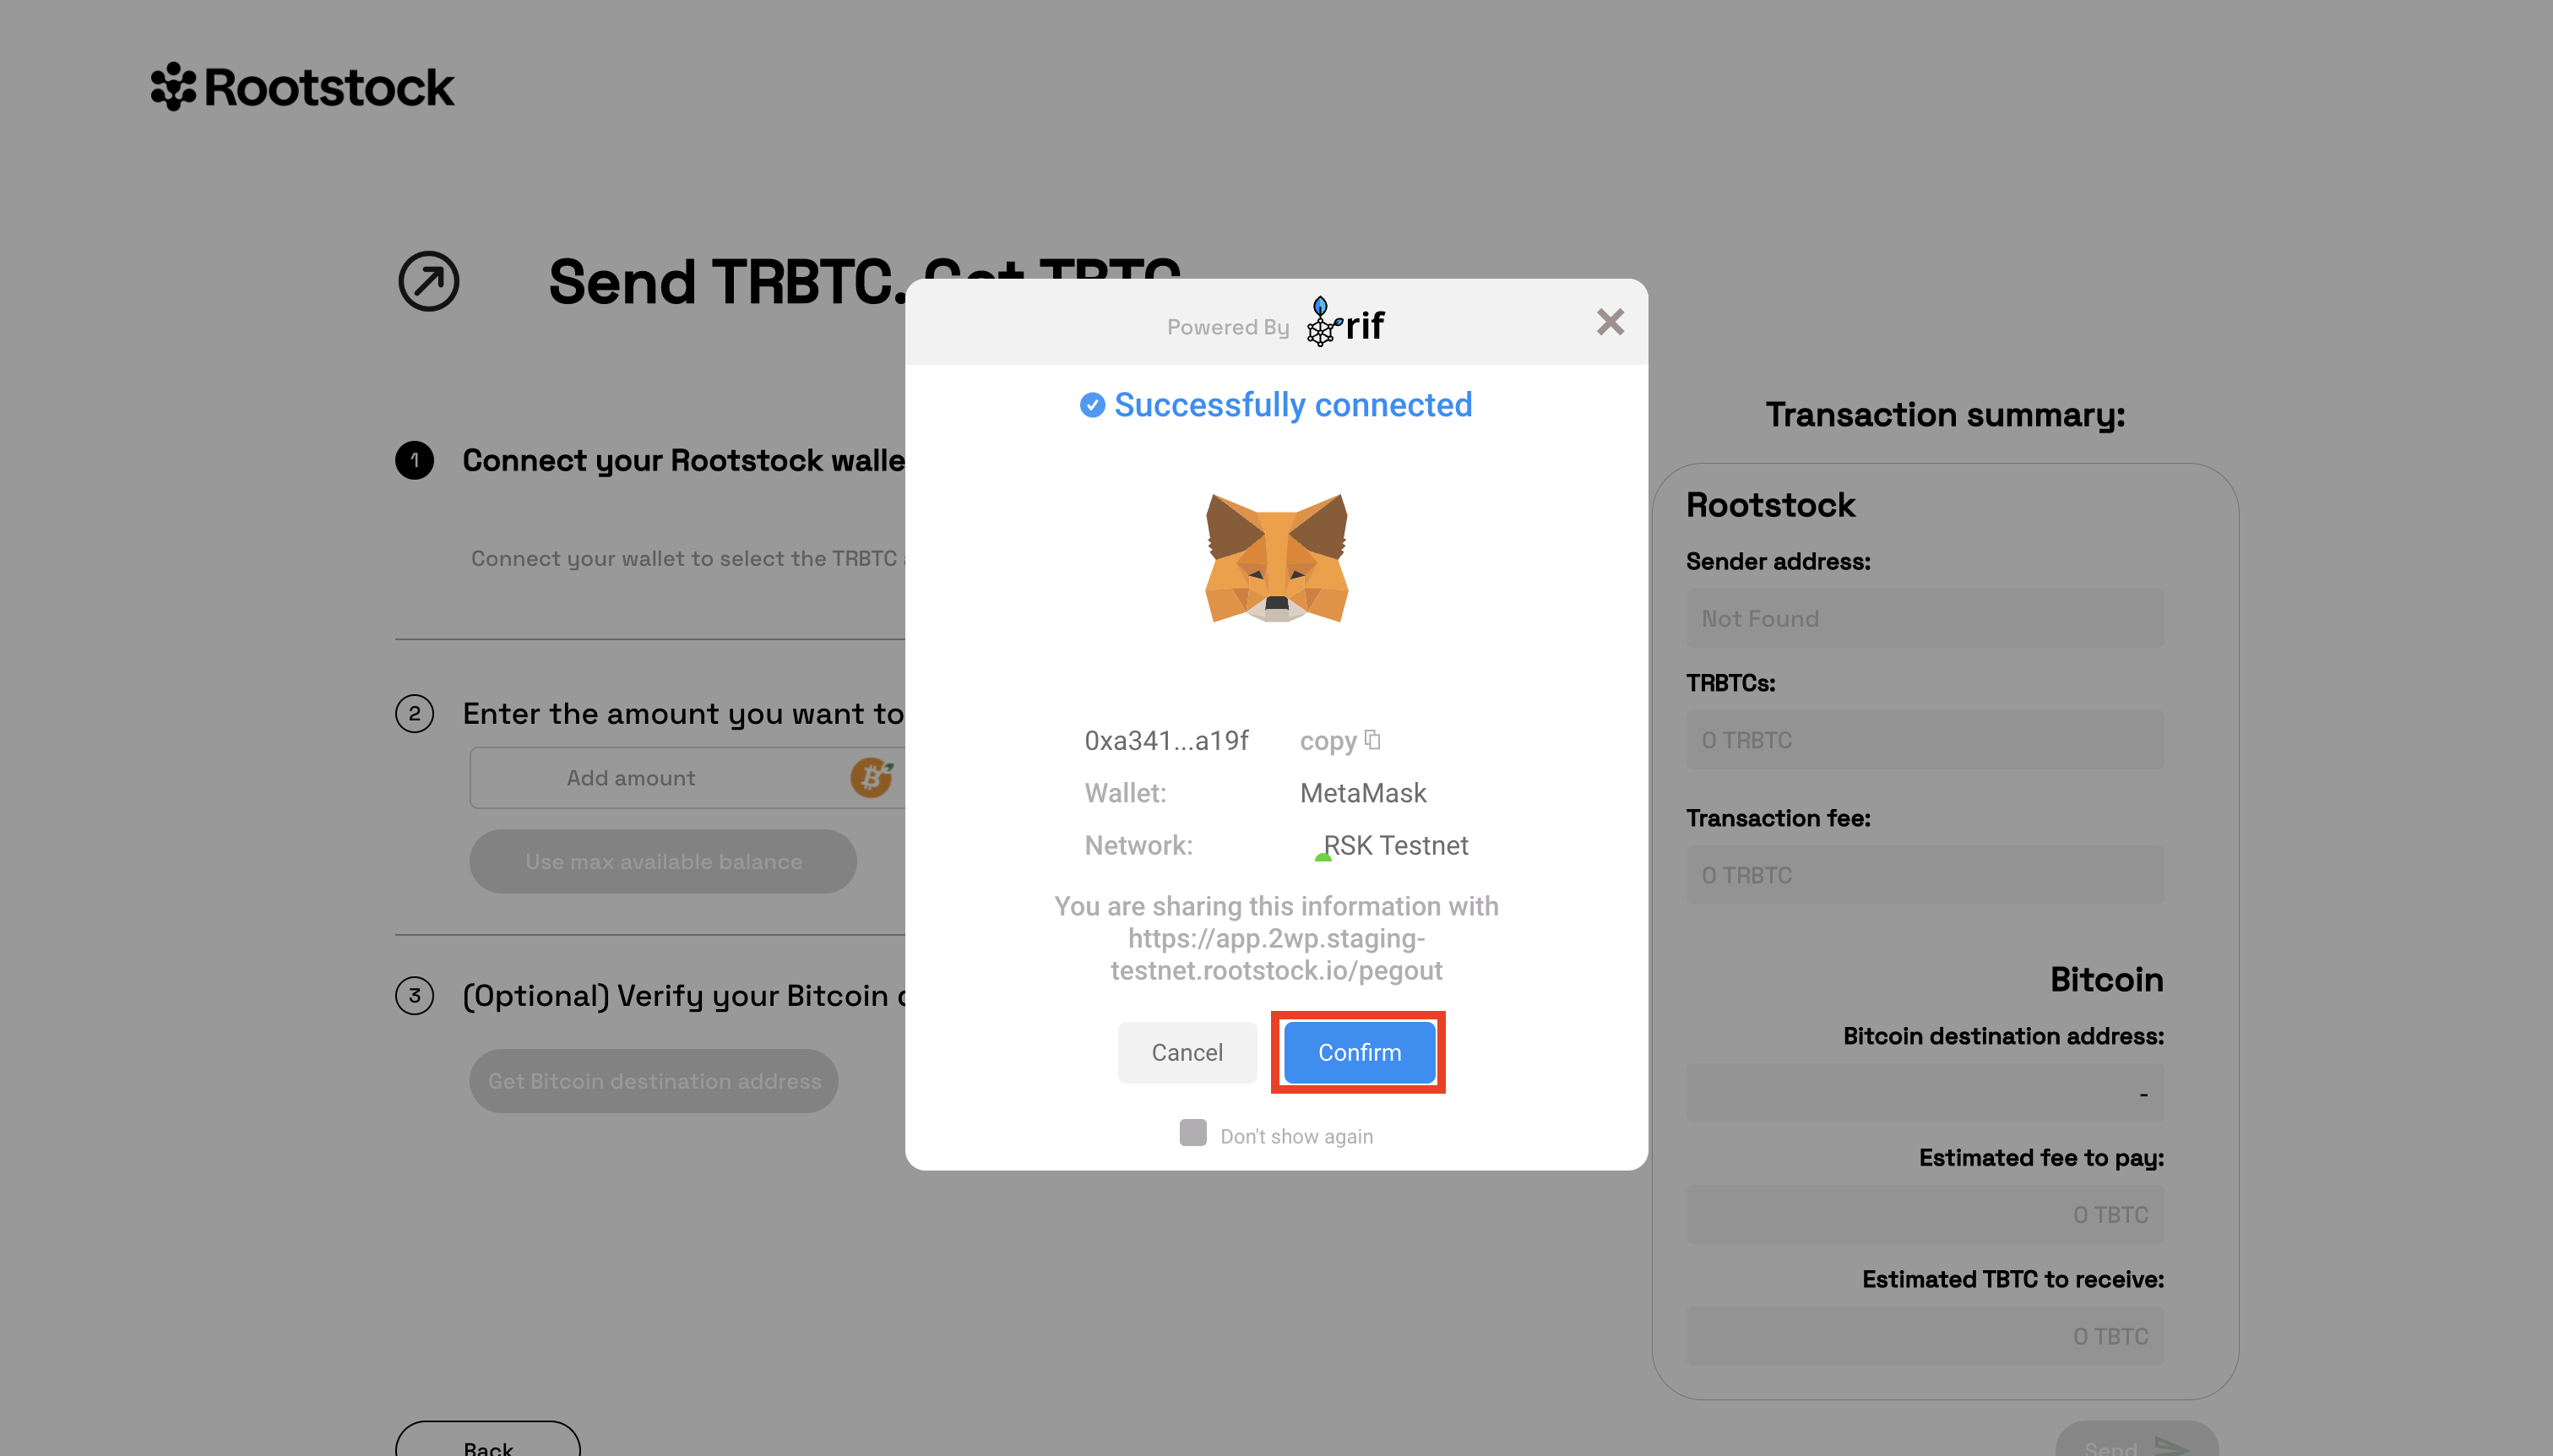 Rootstock
Send TRBTC. Get TBTC
Powered By rif
Successfully connected
Transaction summary:
1 Connect your Rootstock walle
Connect your wallet to select the TRBTC
Rootstock
Sender address:
Not Found
TRBTCs:
0 TRBTC
2 Enter the amount you want to
Add amount
Use max available balance
0xa341...a19f copy
Wallet: MetaMask
Network: RSK Testnet
Transaction fee:
0 TRBTC
You are sharing this information with
https://app.2wp.staging-
testnet.rootstock.io/pegout
Cancel Confirm
Don't show again
3 (Optional) Verify your Bitcoin
Get Bitcoin destination address
Bitcoin
Bitcoin destination address:
-
Estimated fee to pay:
0 TBTC
Estimated TBTC to receive:
0 TBTC
Back
Send